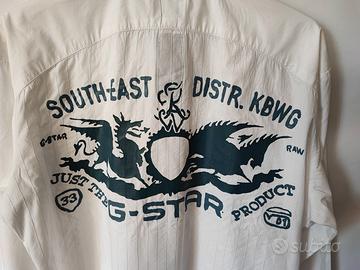 SOUTH-EAST DISTR. KBWG
G-STAR RAW
JUST THE PRODUCT
33 G-STAR
subito